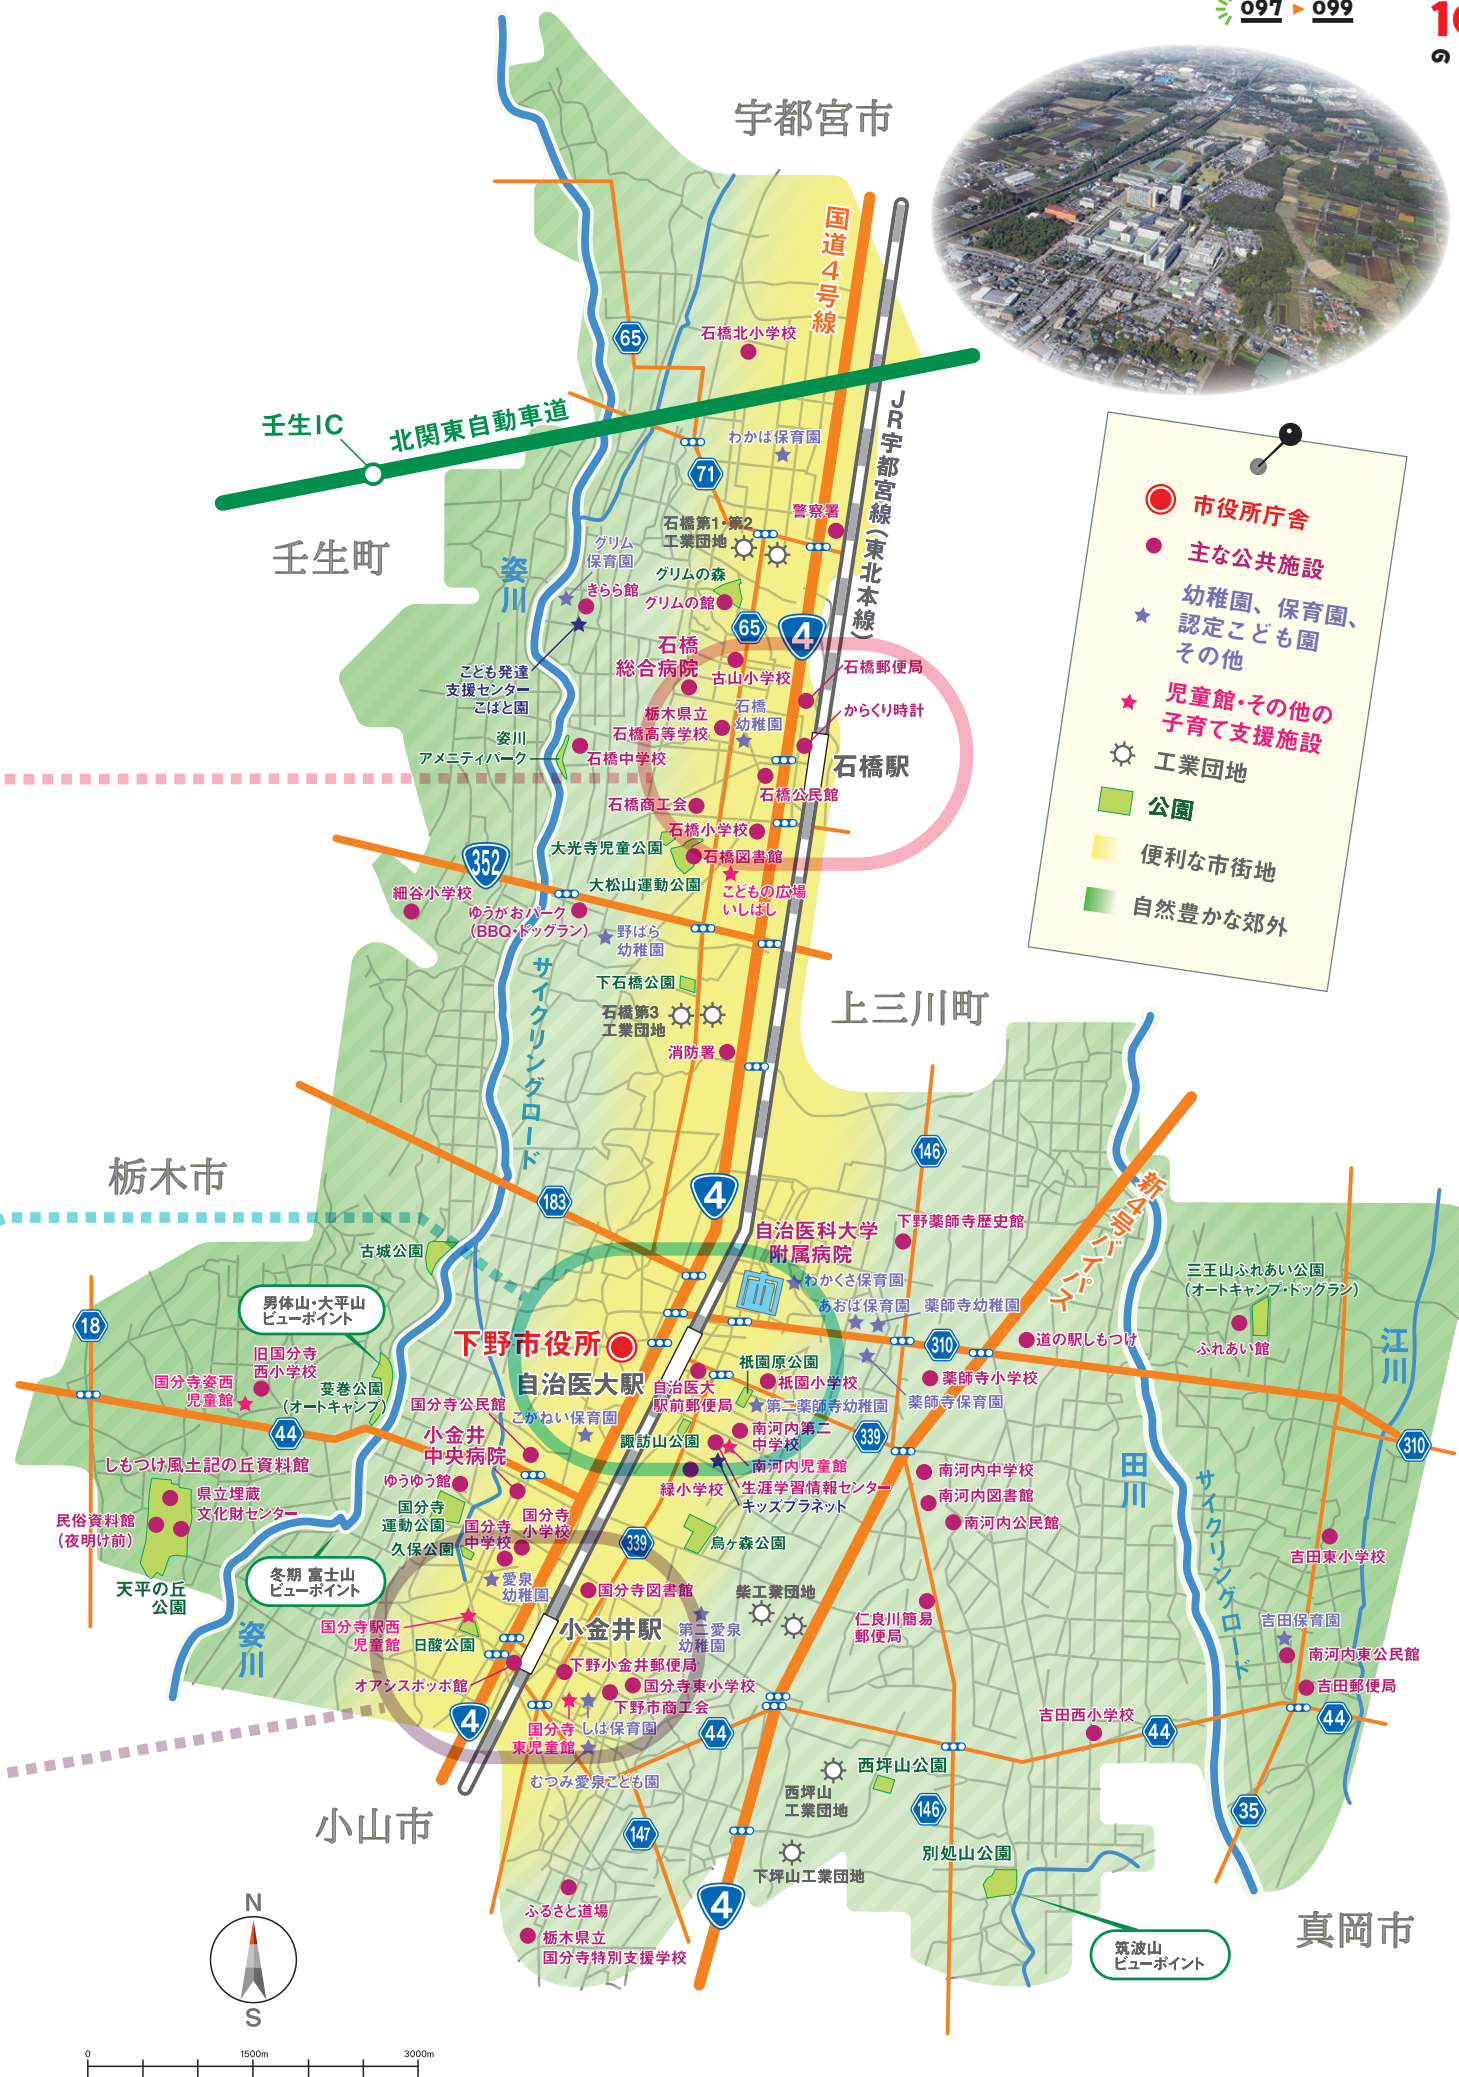 097 ▶ 099
10
の
宇都宮市
国道4号線
65
石橋北小学校
壬生IC
北関東自動車道
JR宇都宮線(東北本線)
わかば保育園
71
警察署
石橋第1・第2
工業団地
壬生町
姿川
グリム
保育園
きらら館
グリムの森
グリムの館
65
4
石橋
総合病院
古山小学校
石橋郵便局
こども発達
支援センター
こばと園
栃木県立
石橋高等学校
石橋
幼稚園
からくり時計
姿川
アメニティパーク
石橋中学校
石橋駅
石橋公民館
石橋商工会
石橋小学校
大光寺児童公園
石橋図書館
352
大松山運動公園
こどもの広場
いしばし
細谷小学校
ゆうがおパーク
(BBQ・ドッグラン)
野ばら
幼稚園
サイクリングロード
下石橋公園
石橋第3
工業団地
消防署
上三川町
市役所庁舎
主な公共施設
幼稚園、保育園、
認定こども園
その他
児童館・その他の
子育て支援施設
工業団地
公園
便利な市街地
自然豊かな郊外
栃木市
183
4
146
新4号バイパス
古城公園
自治医科大学
附属病院
下野薬師寺歴史館
わかくさ保育園
あおば保育園
薬師寺幼稚園
三王山ふれあい公園
(オートキャンプ・ドッグラン)
男体山・大平山
ビューポイント
18
下野市役所
310
道の駅しもつけ
ふれあい館
江川
旧国分寺
西小学校
国分寺姿西
児童館
蔓巻公園
(オートキャンプ)
自治医大駅
自治医大
駅前郵便局
祇園原公園
祇園小学校
薬師寺小学校
薬師寺保育園
第二薬師寺幼稚園
44
国分寺公民館
こがねい保育園
小金井
中央病院
諏訪山公園
南河内第二
中学校
南河内児童館
339
310
しもつけ風土記の丘資料館
ゆうゆう館
緑小学校
生涯学習情報センター
キッズプラネット
南河内中学校
南河内図書館
南河内公民館
田川
サイクリングロード
県立埋蔵
文化財センター
民俗資料館
(夜明け前)
国分寺
運動公園
国分寺
小学校
国分寺
中学校
久保公園
339
烏ヶ森公園
吉田東小学校
天平の丘
公園
冬期 富士山
ビューポイント
愛泉
幼稚園
国分寺図書館
柴工業団地
姿川
国分寺駅西
児童館
日酸公園
小金井駅
第二愛泉
幼稚園
仁良川簡易
郵便局
吉田保育園
南河内東公民館
オアシスポッポ館
下野小金井郵便局
国分寺東小学校
下野市商工会
吉田郵便局
4
国分寺
東児童館
しば保育園
44
吉田西小学校
44
44
むつみ愛泉こども園
西坪山公園
西坪山
工業団地
小山市
147
146
35
下坪山工業団地
別処山公園
4
ふるさと道場
栃木県立
国分寺特別支援学校
筑波山
ビューポイント
真岡市
N
S
0
1500m
3000m